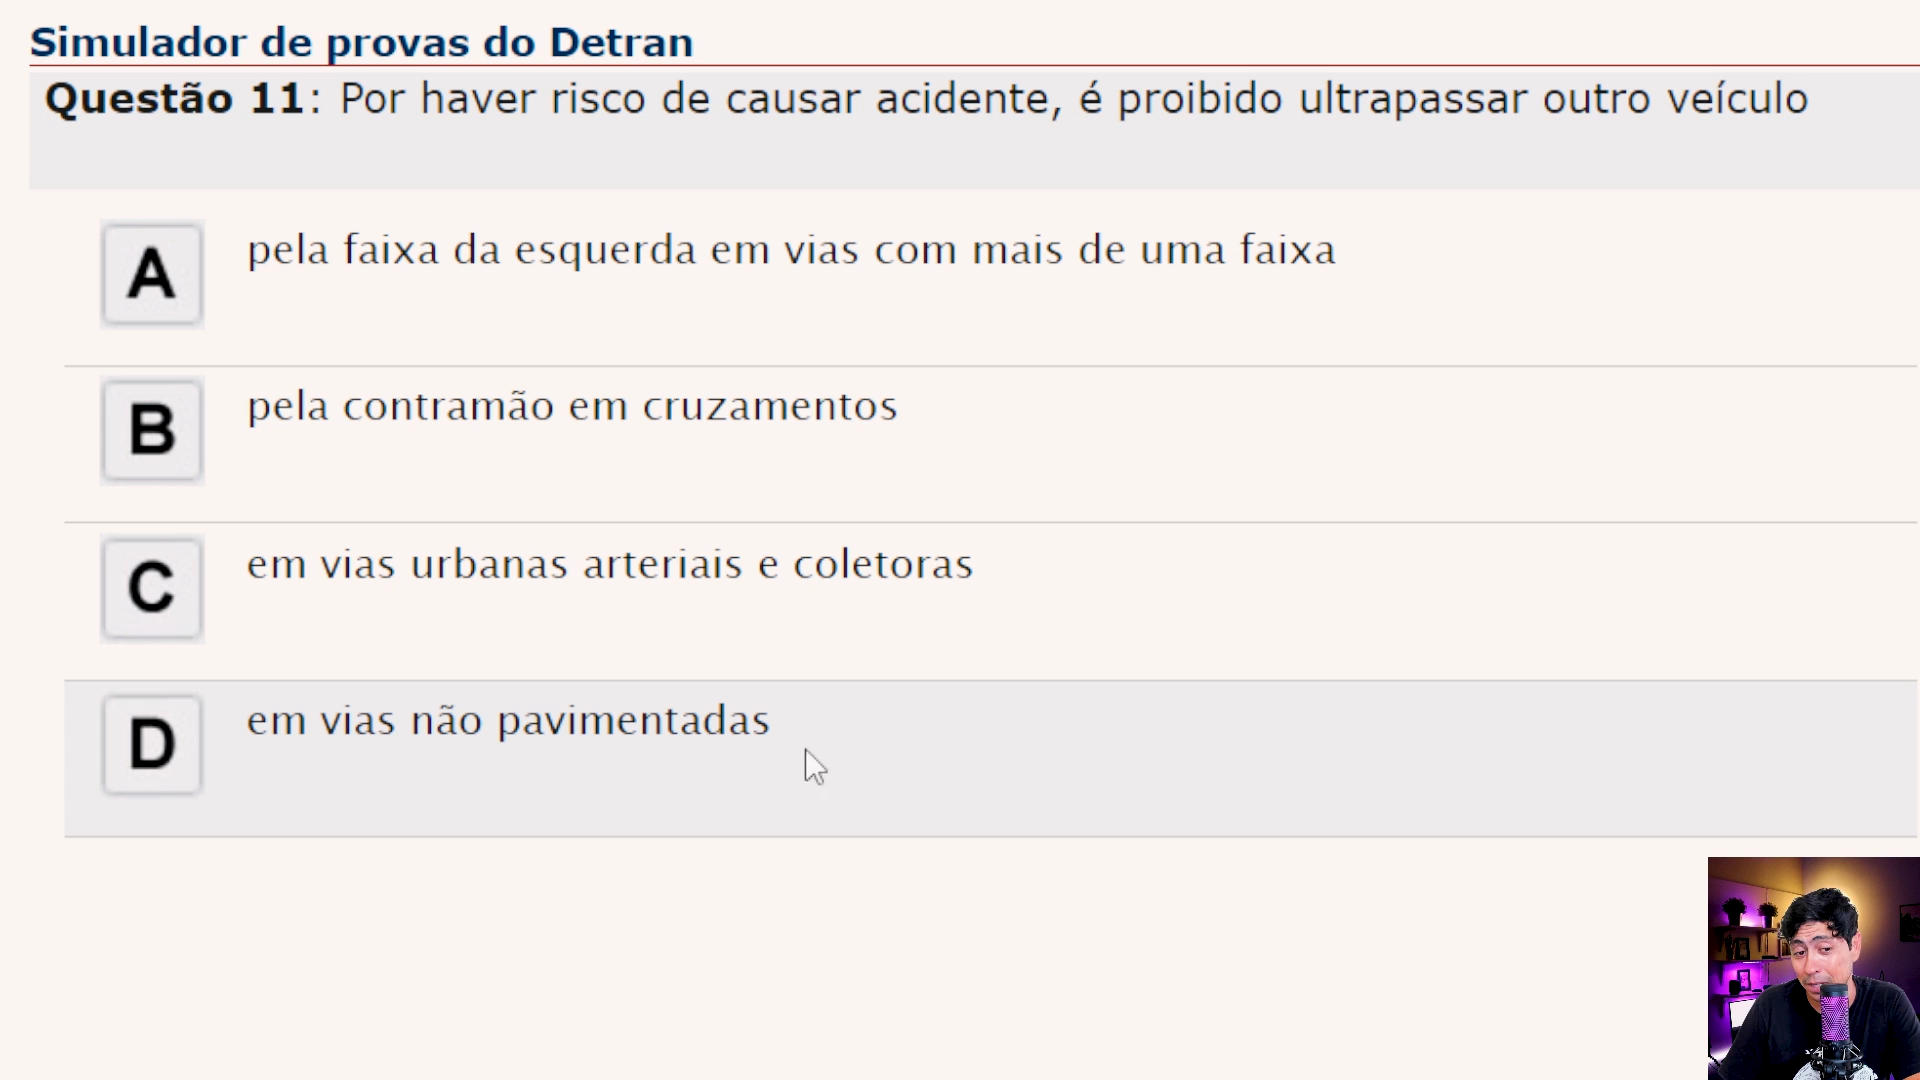 Simulador de provas do Detran
Questão 11: Por haver risco de causar acidente, é proibido ultrapassar outro veículo
A pela faixa da esquerda em vias com mais de uma faixa
B pela contramão em cruzamentos
C em vias urbanas arteriais e coletoras
D em vias não pavimentadas